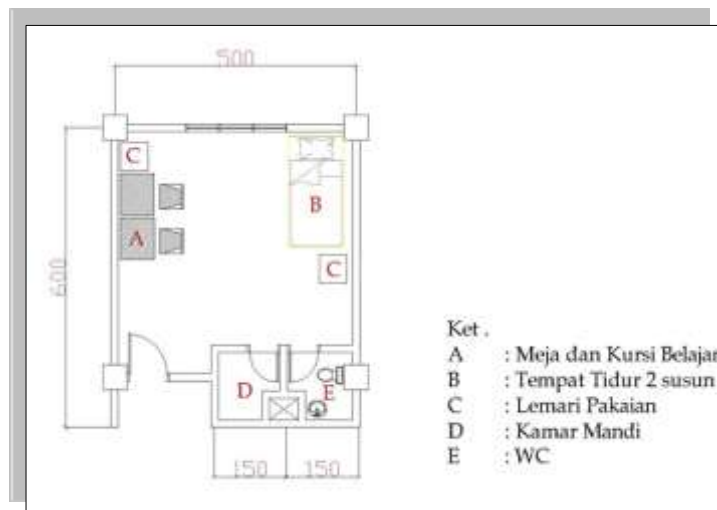 500
C
B
A
C
600
D
E
150
150
Ket .
A : Meja dan Kursi Belajar
B : Tempat Tidur 2 susun
C : Lemari Pakaian
D : Kamar Mandi
E : WC